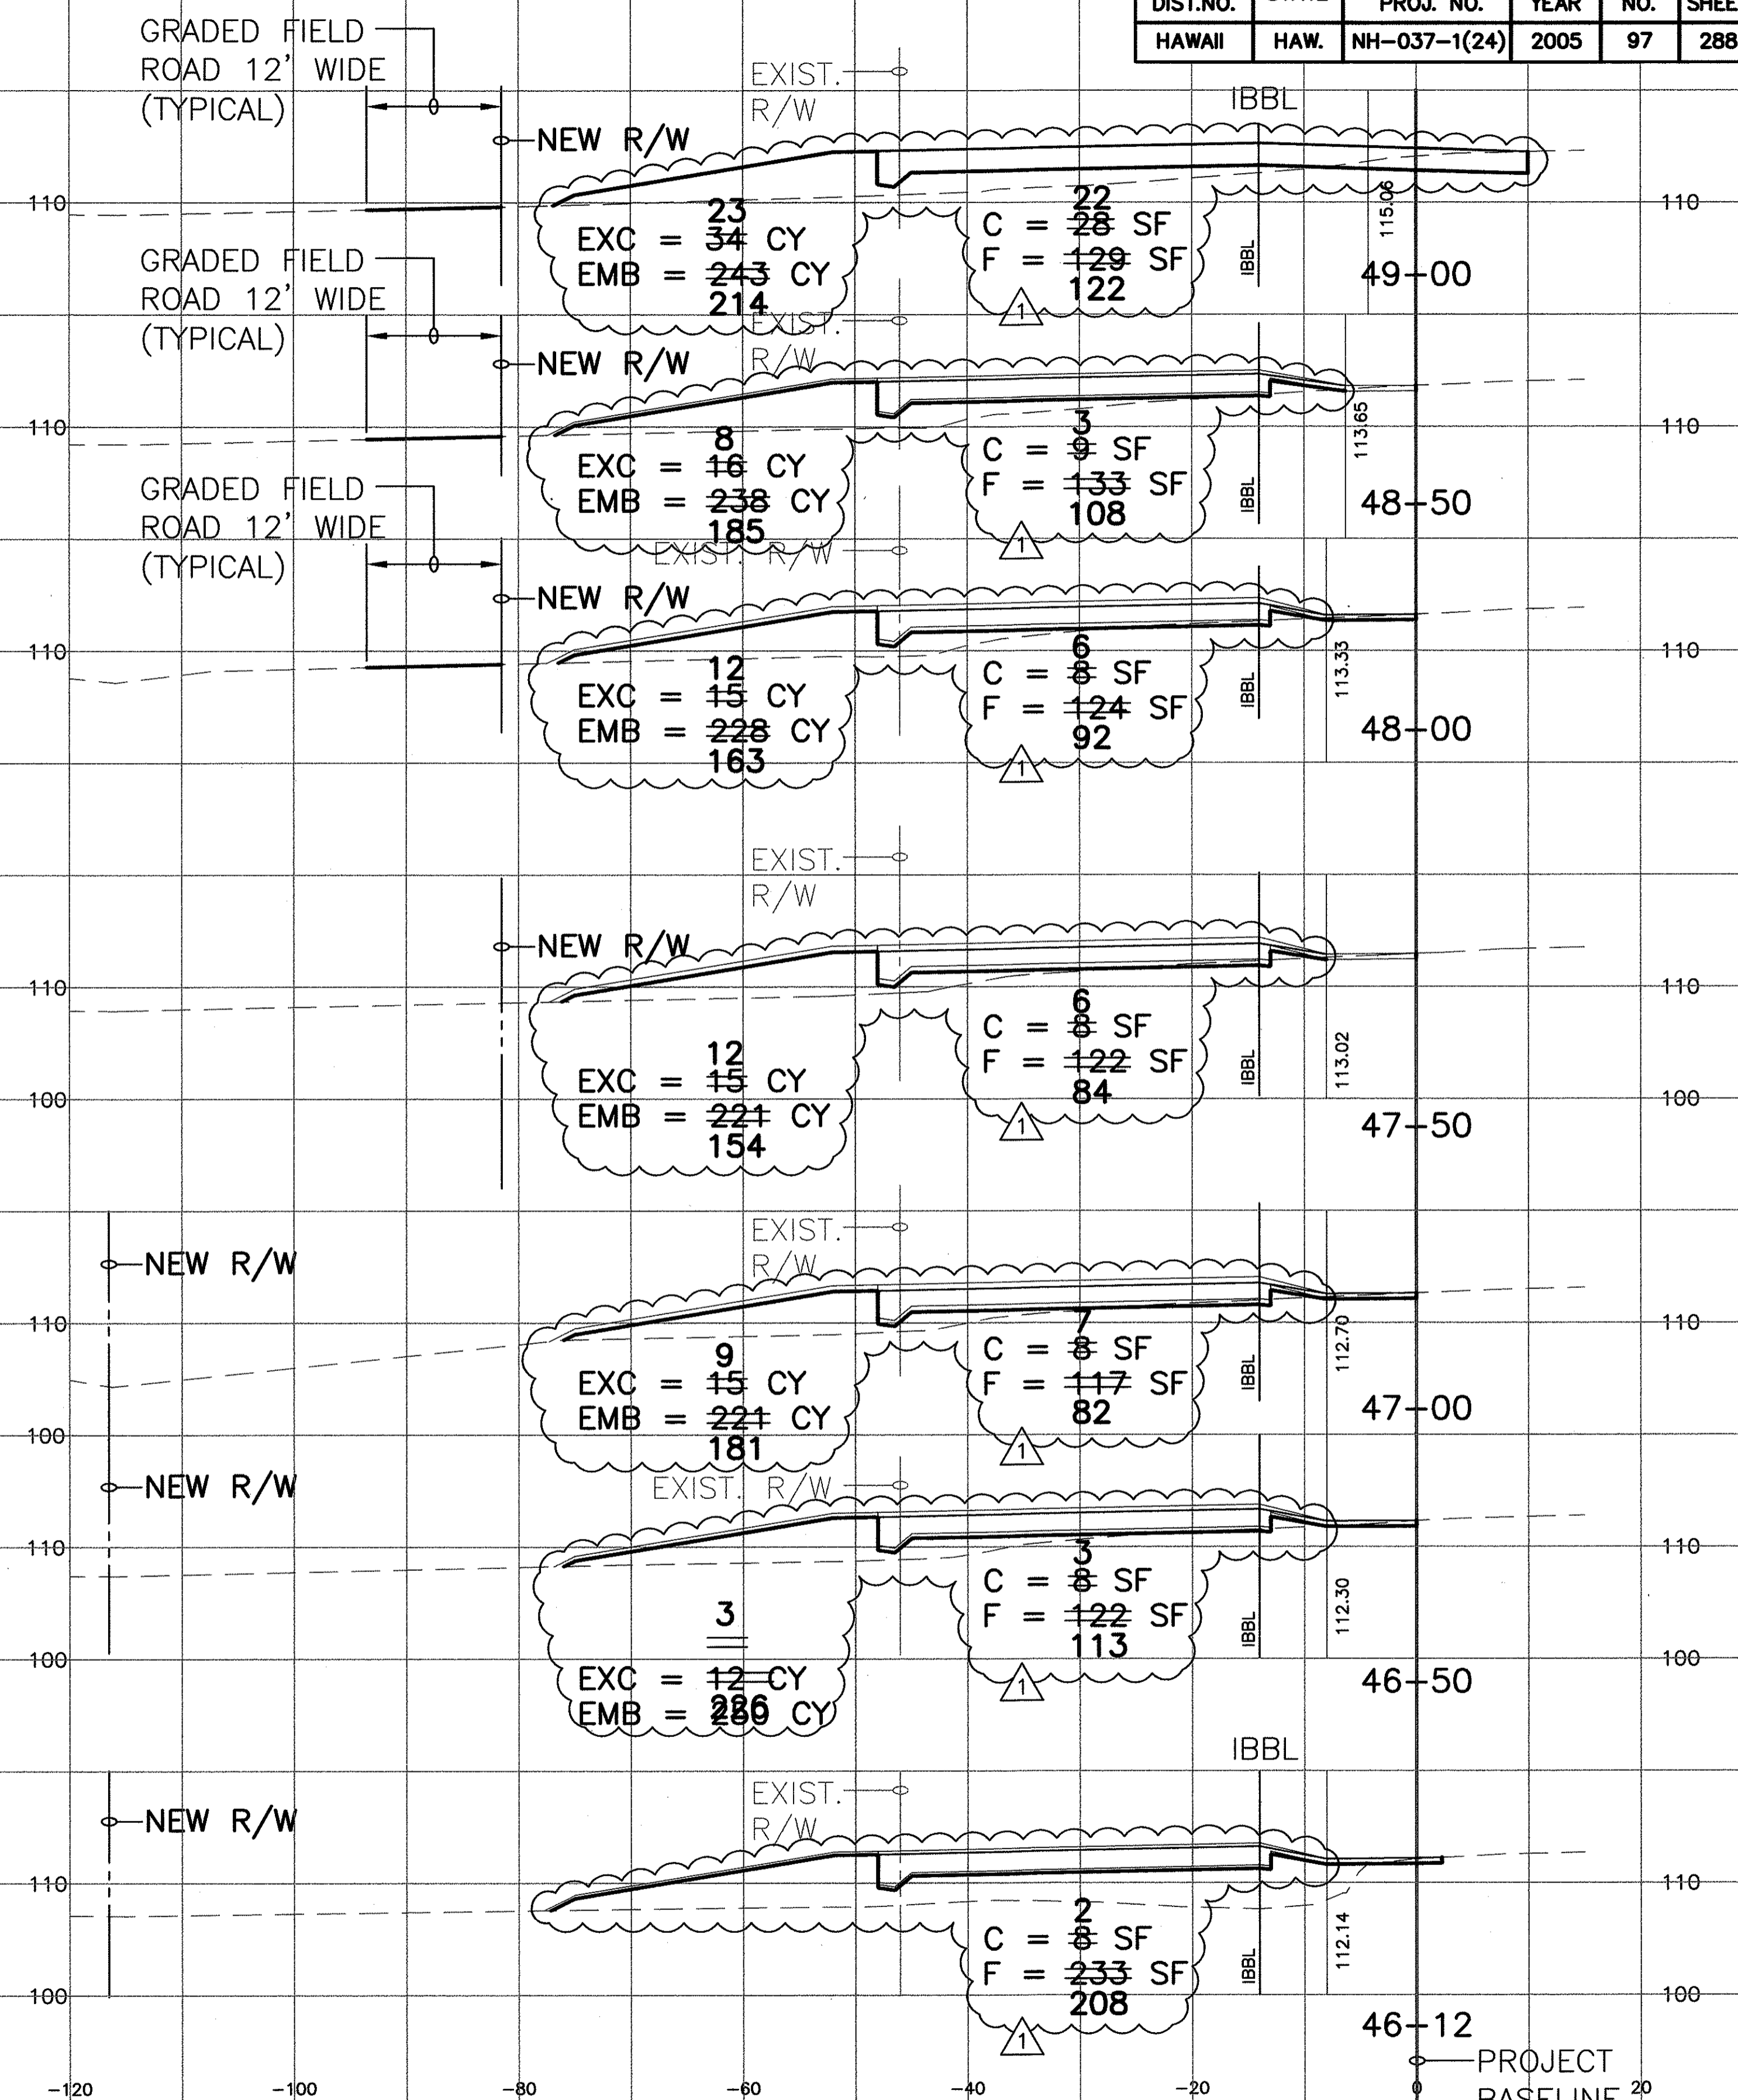 DIST.NO. PROJ. NO. YEAR NO.
HAWAII HAW. NH-037-1(24) 2005 97 288
GRADED FIELD
ROAD 12' WIDE
(TYPICAL)
EXIST.
R/W
IBBL
NEW R/W
110
110
23
EXC = 34 CY
EMB = 243 CY
214
22
C = 28 SF
F = 129 SF
122
1
IBBL
115.06
49+00
GRADED FIELD
ROAD 12' WIDE
(TYPICAL)
EXIST.
R/W
NEW R/W
110
110
8
EXC = 16 CY
EMB = 238 CY
185
3
C = 9 SF
F = 133 SF
108
1
IBBL
113.65
48+50
GRADED FIELD
ROAD 12' WIDE
(TYPICAL)
EXIST. R/W
NEW R/W
110
110
12
EXC = 15 CY
EMB = 228 CY
163
6
C = 8 SF
F = 124 SF
92
1
IBBL
113.33
48+00
EXIST.
R/W
NEW R/W
110
110
12
EXC = 15 CY
EMB = 221 CY
154
6
C = 8 SF
F = 122 SF
84
1
IBBL
113.02
100
100
47+50
EXIST.
R/W
NEW R/W
110
110
9
EXC = 15 CY
EMB = 221 CY
181
7
C = 8 SF
F = 117 SF
82
1
IBBL
112.70
47+00
100
100
NEW R/W
EXIST. R/W
110
110
3
EXC = 12 CY
EMB = CY
3
C = 8 SF
F = 122 SF
113
1
IBBL
112.30
100
100
46+50
IBBL
EXIST.
R/W
NEW R/W
110
110
2
C = 8 SF
F = 233 SF
208
1
IBBL
112.14
100
100
46+12
PROJECT
BASELINE
-120 -100 -80 -60 -40 -20 0 20